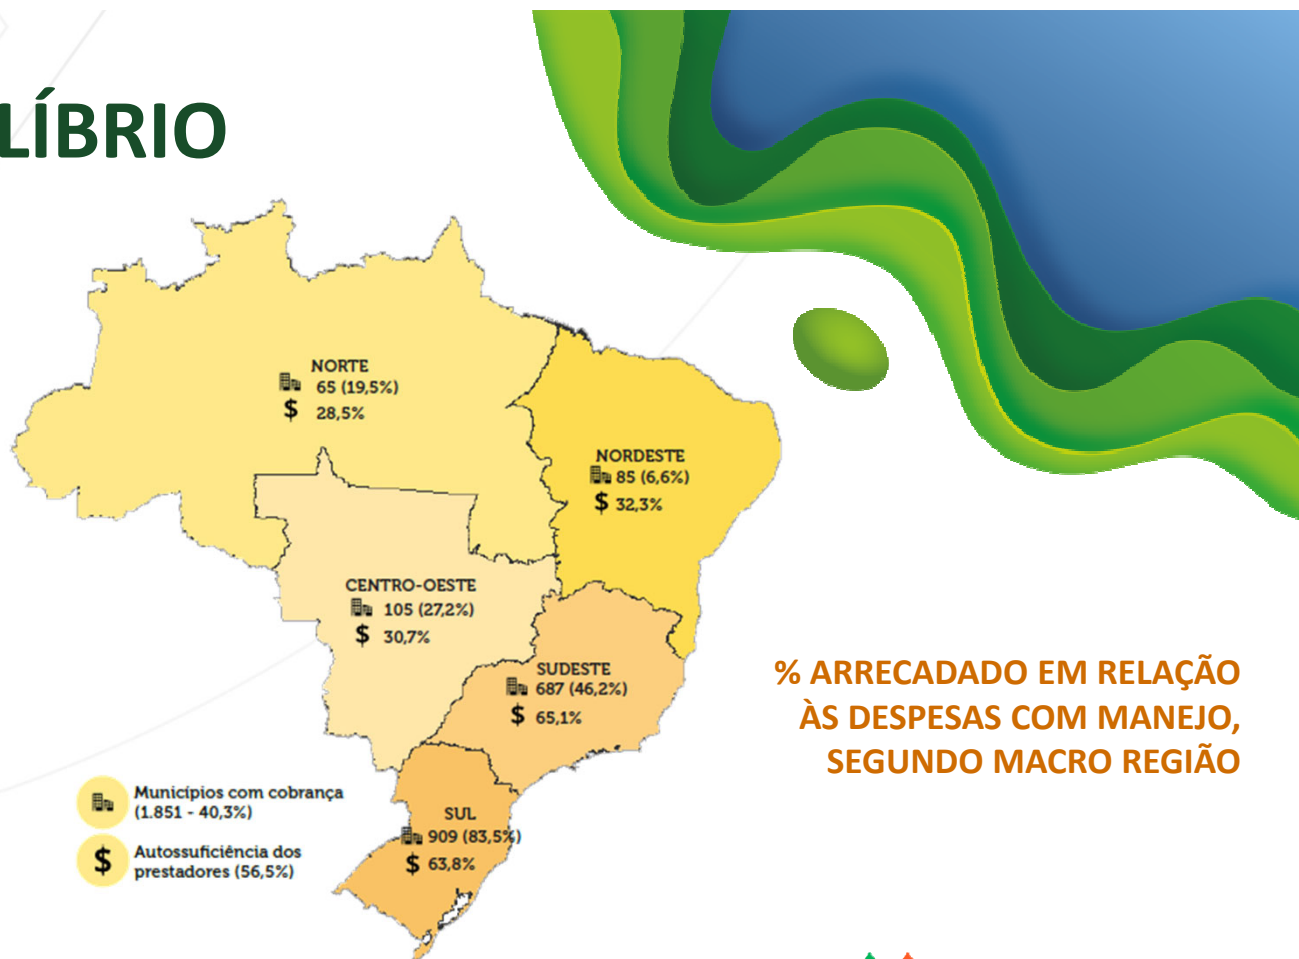 LÍBRIO
NORTE
65 (19,5%)
$ 28,5%
NORDESTE
85 (6,6%)
$ 32,3%
CENTRO-OESTE
105 (27,2%)
$ 30,7%
SUDESTE
687 (46,2%)
$ 65,1%
% ARRECADADO EM RELAÇÃO
ÀS DESPESAS COM MANEJO,
SEGUNDO MACRO REGIÃO
SUL
909 (83,5%)
$ 63,8%
Municípios com cobrança
(1.851 - 40,3%)
$ Autossuficiência dos
prestadores (56,5%)